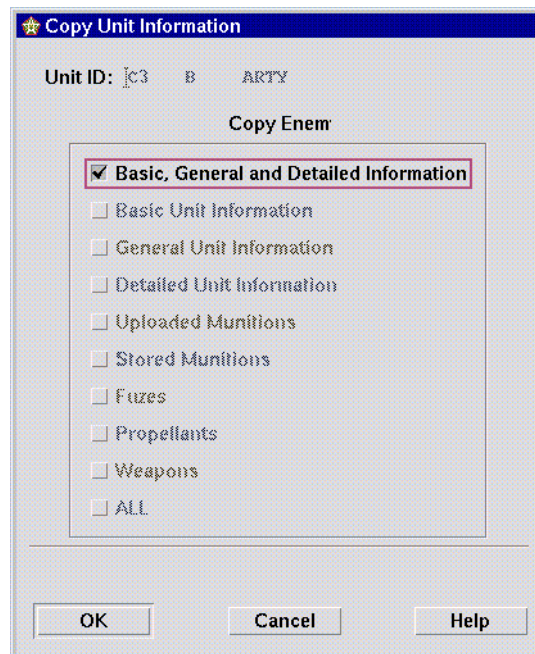 Copy Unit Information
Unit ID: C3 B ARTY
Copy Enem
Basic, General and Detailed Information
Basic Unit Information
General Unit Information
Detailed Unit Information
Uploaded Munitions
Stored Munitions
Fuzes
Propellants
Weapons
ALL
OK Cancel Help